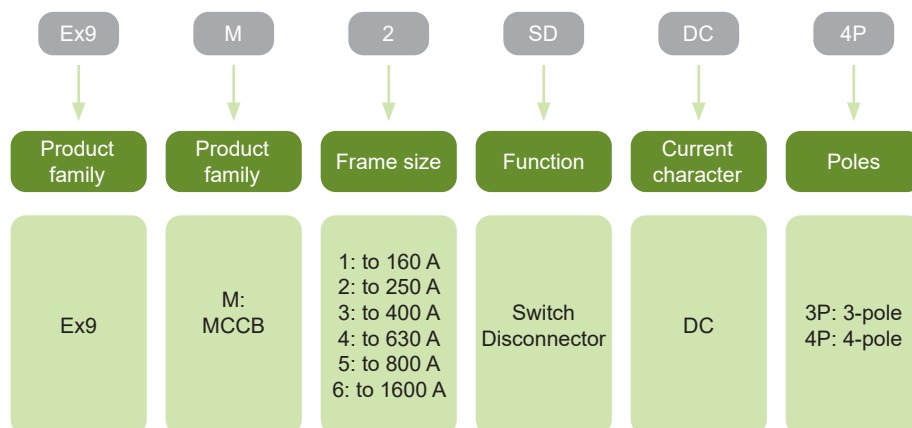 Ex9
M
2
SD
DC
4P
Product
family
Product
family
Frame size
Function
Current
character
Poles
Ex9
M:
MCCB
1: to 160 A
2: to 250 A
3: to 400 A
4: to 630 A
5: to 800 A
6: to 1600 A
Switch
Disconnector
DC
3P: 3-pole
4P: 4-pole